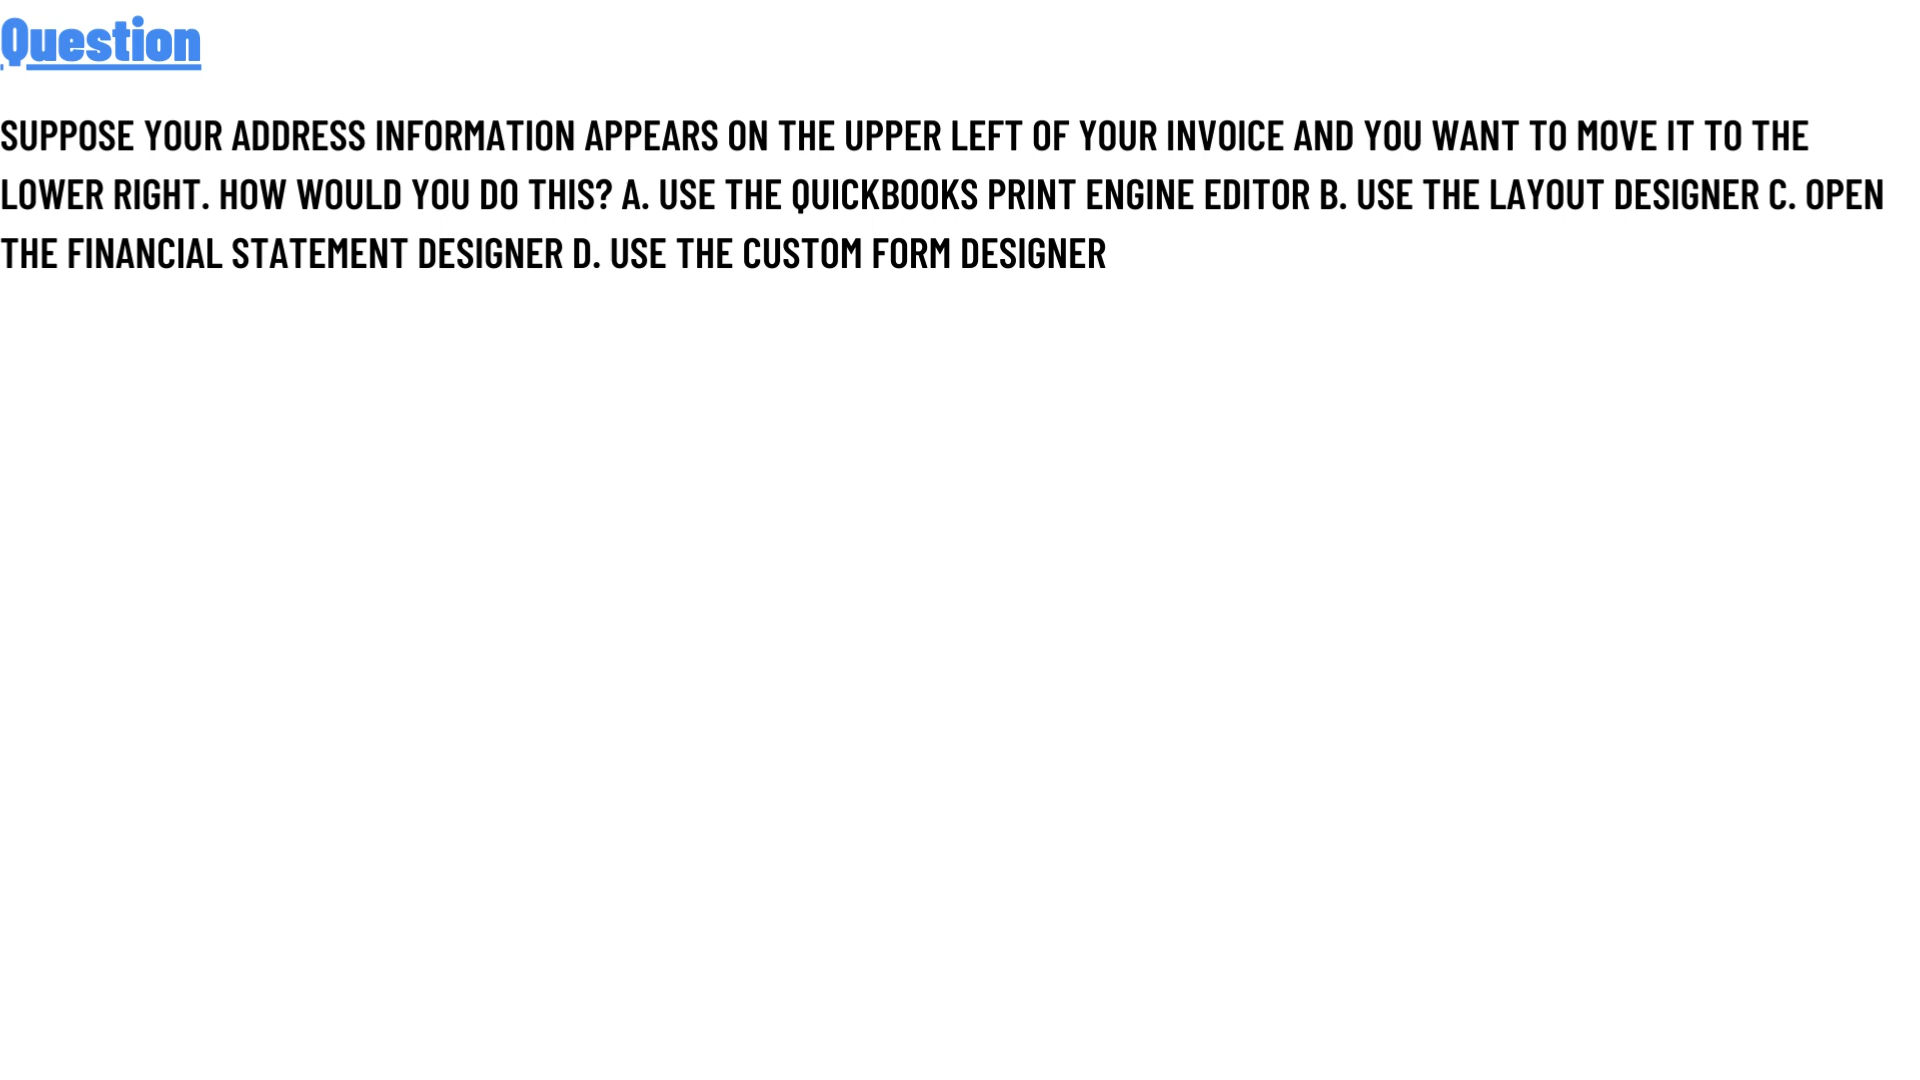 Question
SUPPOSE YOUR ADDRESS INFORMATION APPEARS ON THE UPPER LEFT OF YOUR INVOICE AND YOU WANT TO MOVE IT TO THE
LOWER RIGHT. HOW WOULD YOU DO THIS? A. USE THE QUICKBOOKS PRINT ENGINE EDITOR B. USE THE LAYOUT DESIGNER C. OPEN
THE FINANCIAL STATEMENT DESIGNER D. USE THE CUSTOM FORM DESIGNER